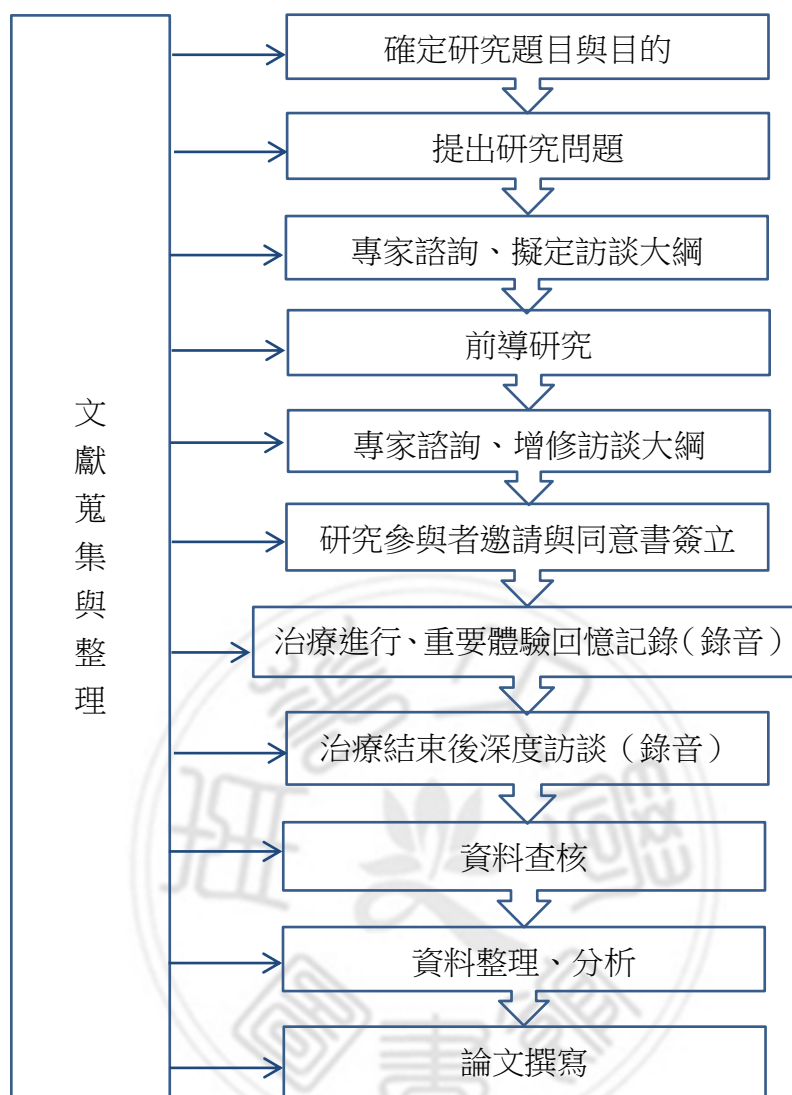 文獻蒐集與整理
確定研究題目與目的
提出研究問題
專家諮詢、擬定訪談大綱
前導研究
專家諮詢、增修訪談大綱
研究參與者邀請與同意書簽立
治療進行、重要體驗回憶記錄(錄音)
治療結束後深度訪談（錄音）
資料查核
資料整理、分析
論文撰寫